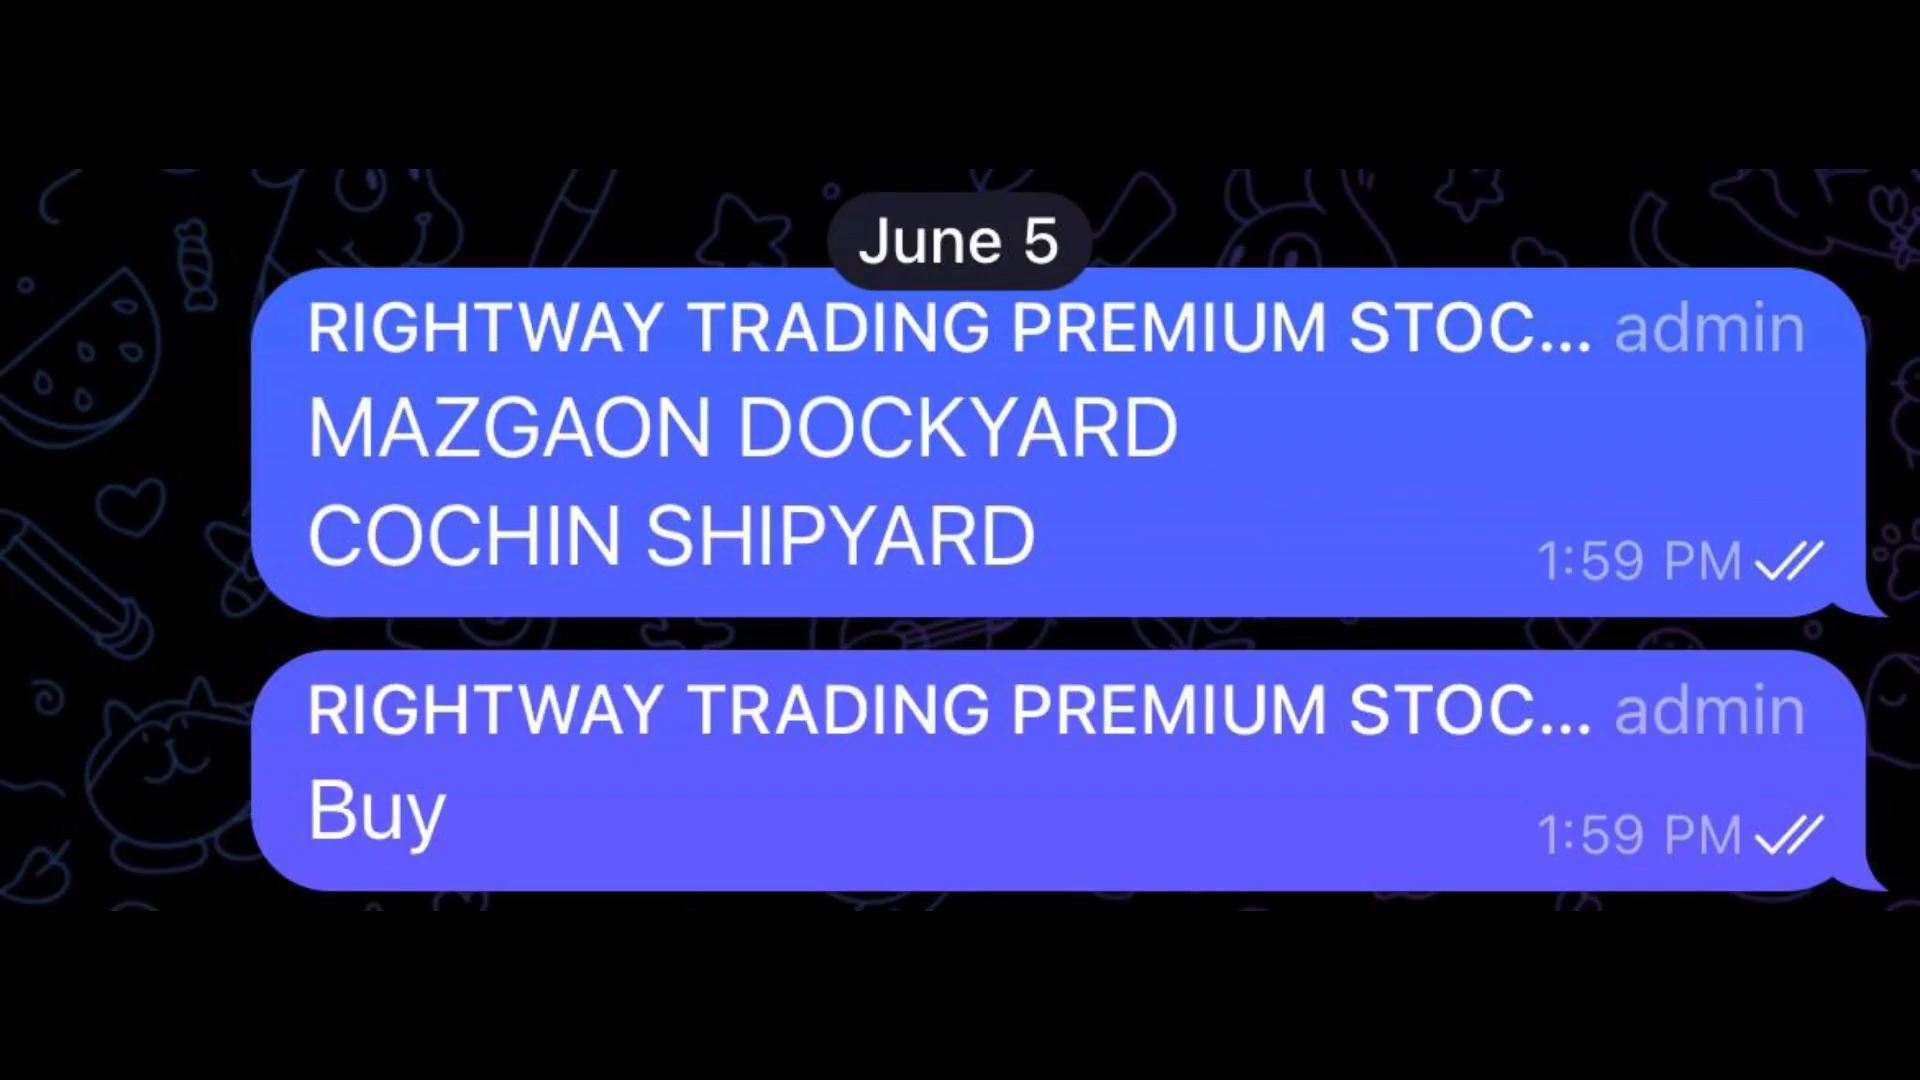 June 5
RIGHTWAY TRADING PREMIUM STOC... admin
MAZGAON DOCKYARD
COCHIN SHIPYARD
1:59 PM
RIGHTWAY TRADING PREMIUM STOC... admin
Buy
1:59 PM